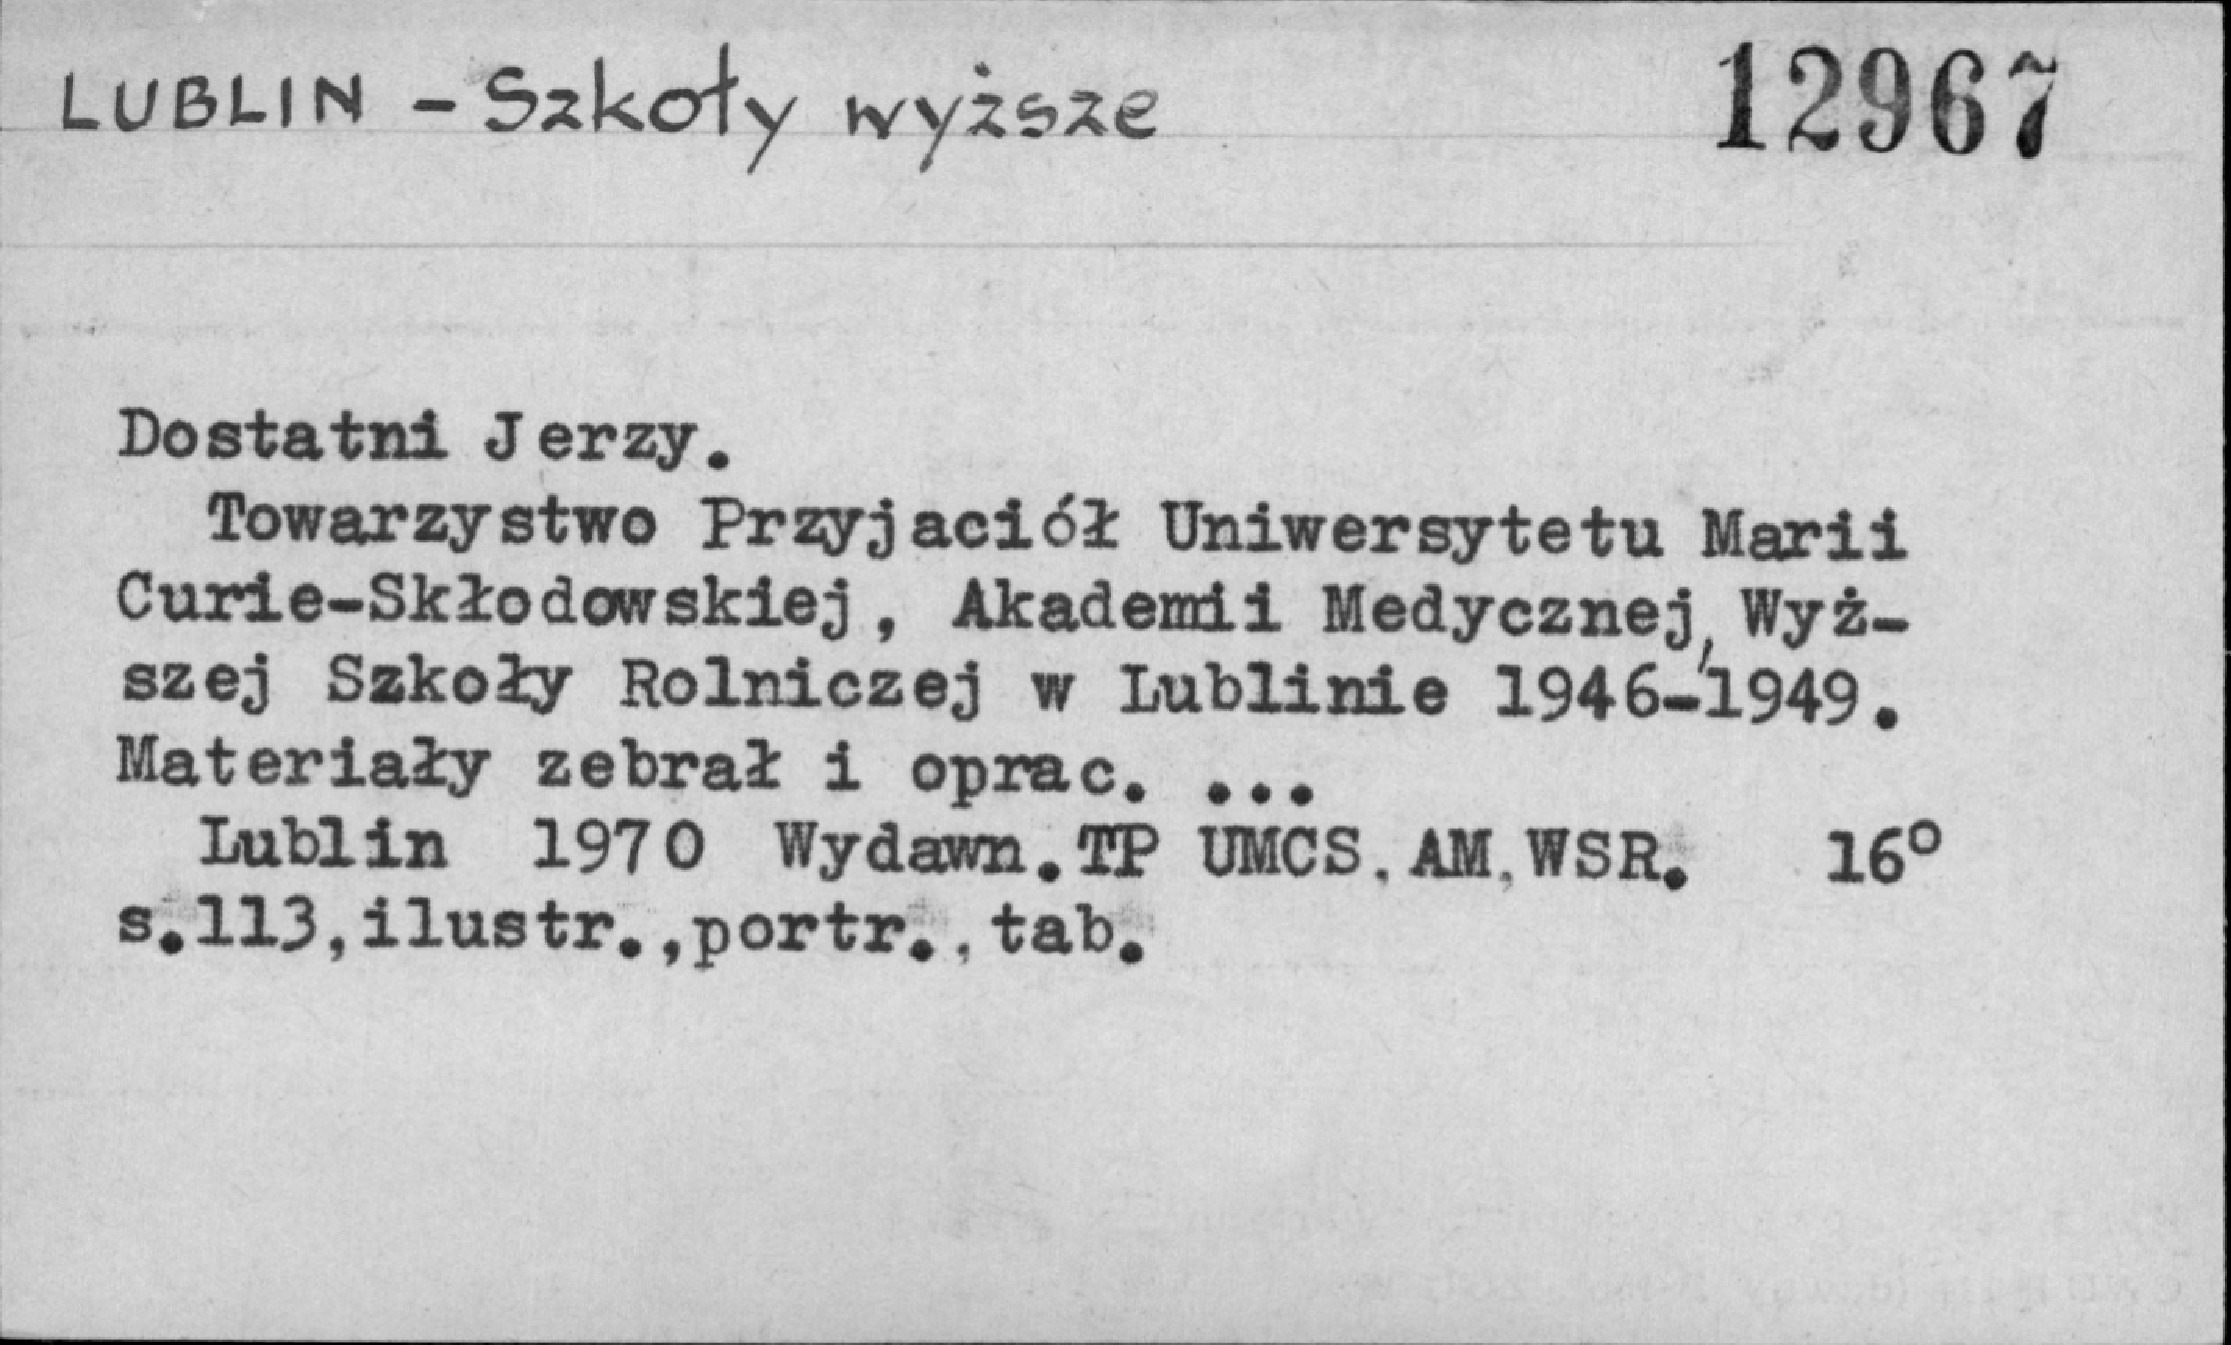 LUBLIN - Szkoły wyższe 12967
Dostatni Jerzy.
Towarzystwo Przyjaciół Uniwersytetu Marii
Curie-Skłodowskiej, Akademii Medycznej, Wyż-
szej Szkoły Rolniczej w Lublinie 1946-1949.
Materiały zebrał i oprac. ...
Lublin 1970 Wydawn.TP UMCS, AM, WSR. 16°
s.113,ilustr.,portr.,tab.